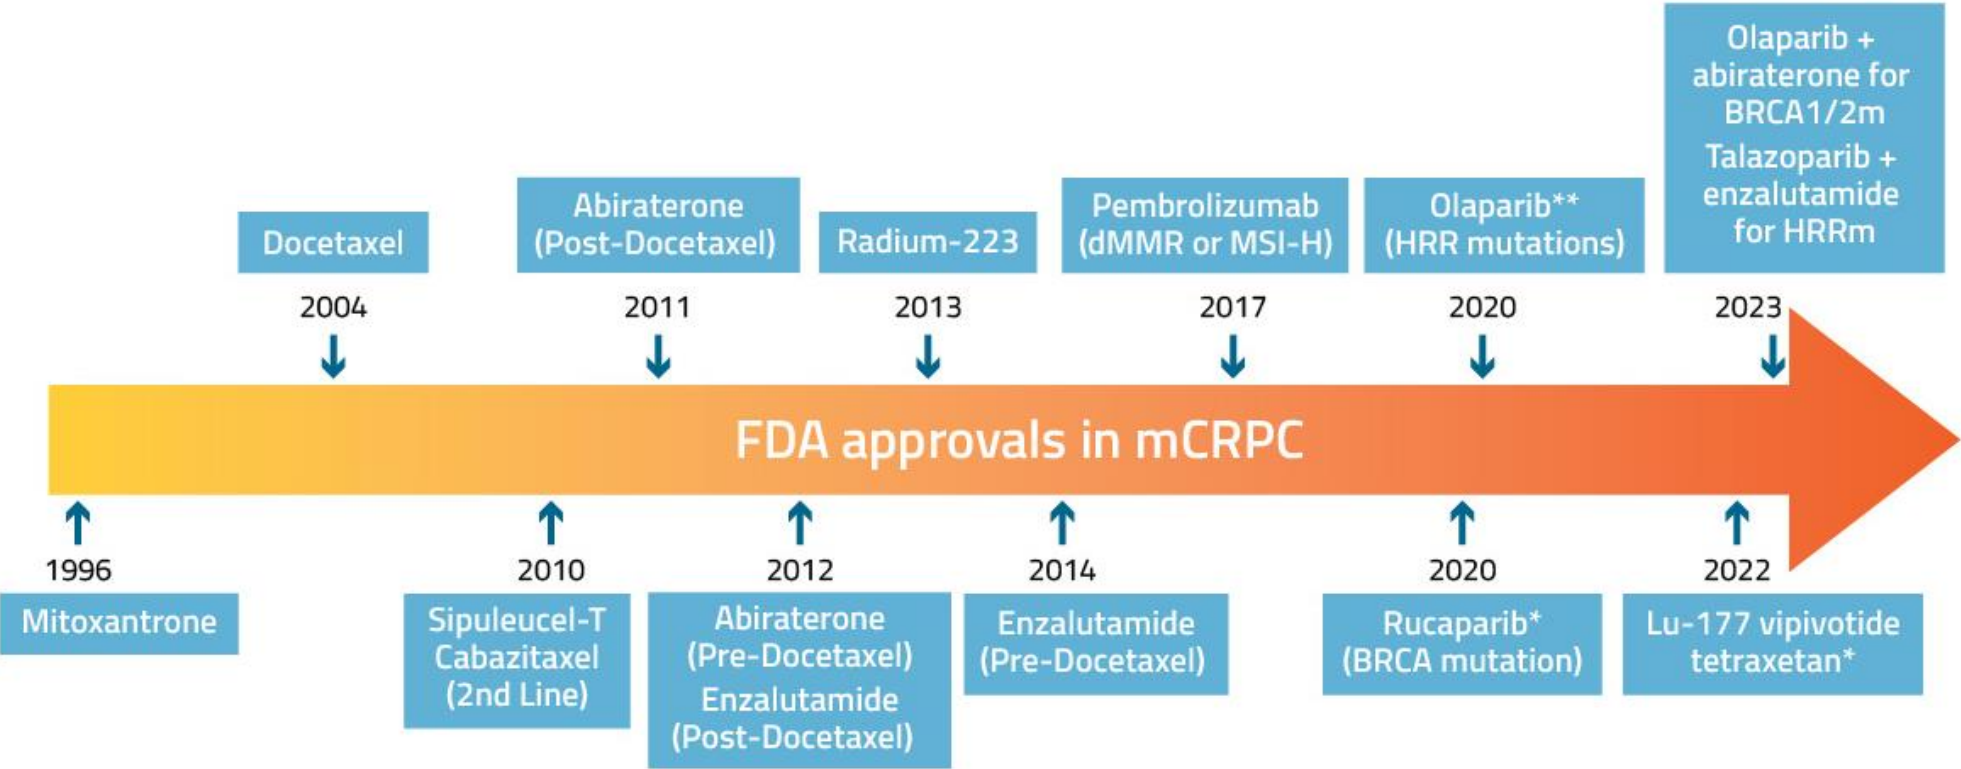 Olaparib +
abiraterone for
BRCA1/2m
Talazoparib +
enzalutamide
for HRRm
Docetaxel
Abiraterone
(Post-Docetaxel)
Radium-223
Pembrolizumab
(dMMR or MSI-H)
Olaparib**
(HRR mutations)
2004
2011
2013
2017
2020
2023
FDA approvals in mCRPC
1996
2010
2012
2014
2020
2022
Mitoxantrone
Sipuleucel-T
Cabazitaxel
(2nd Line)
Abiraterone
(Pre-Docetaxel)
Enzalutamide
(Post-Docetaxel)
Enzalutamide
(Pre-Docetaxel)
Rucaparib*
(BRCA mutation)
Lu-177 vipivotide
tetraxetan*